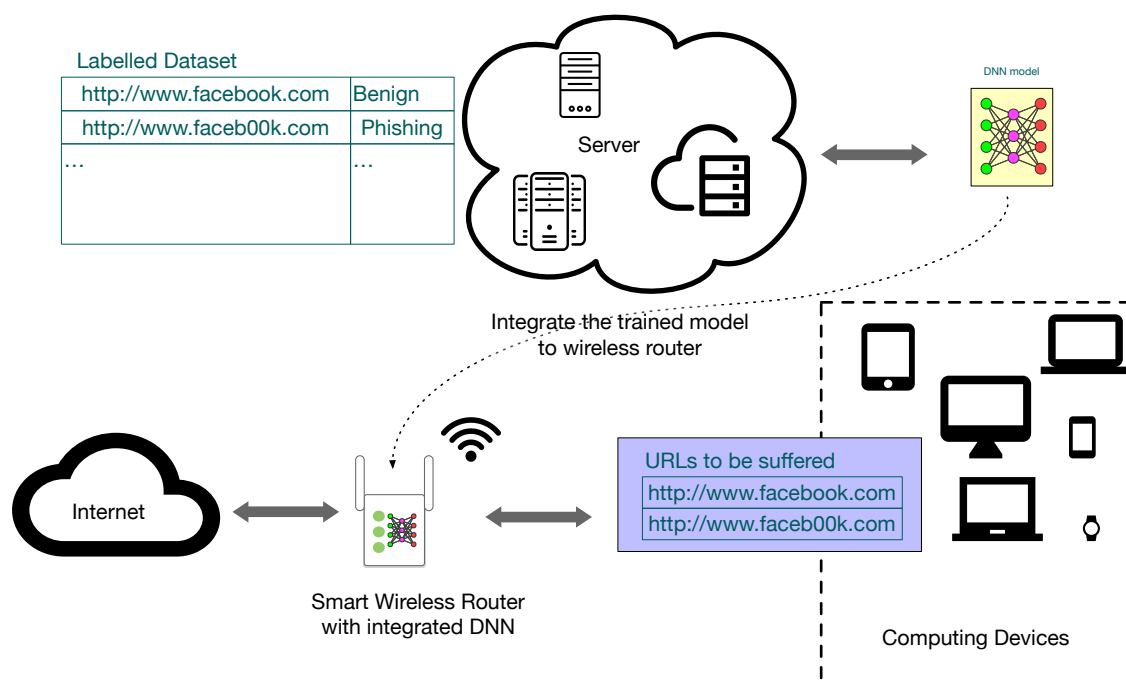 Labelled Dataset
http://www.facebook.com Benign
http://www.faceb00k.com Phishing
... ...
Server
DNN model
Integrate the trained model
to wireless router
Internet
URLs to be suffered
http://www.facebook.com
http://www.faceb00k.com
Smart Wireless Router
with integrated DNN
Computing Devices